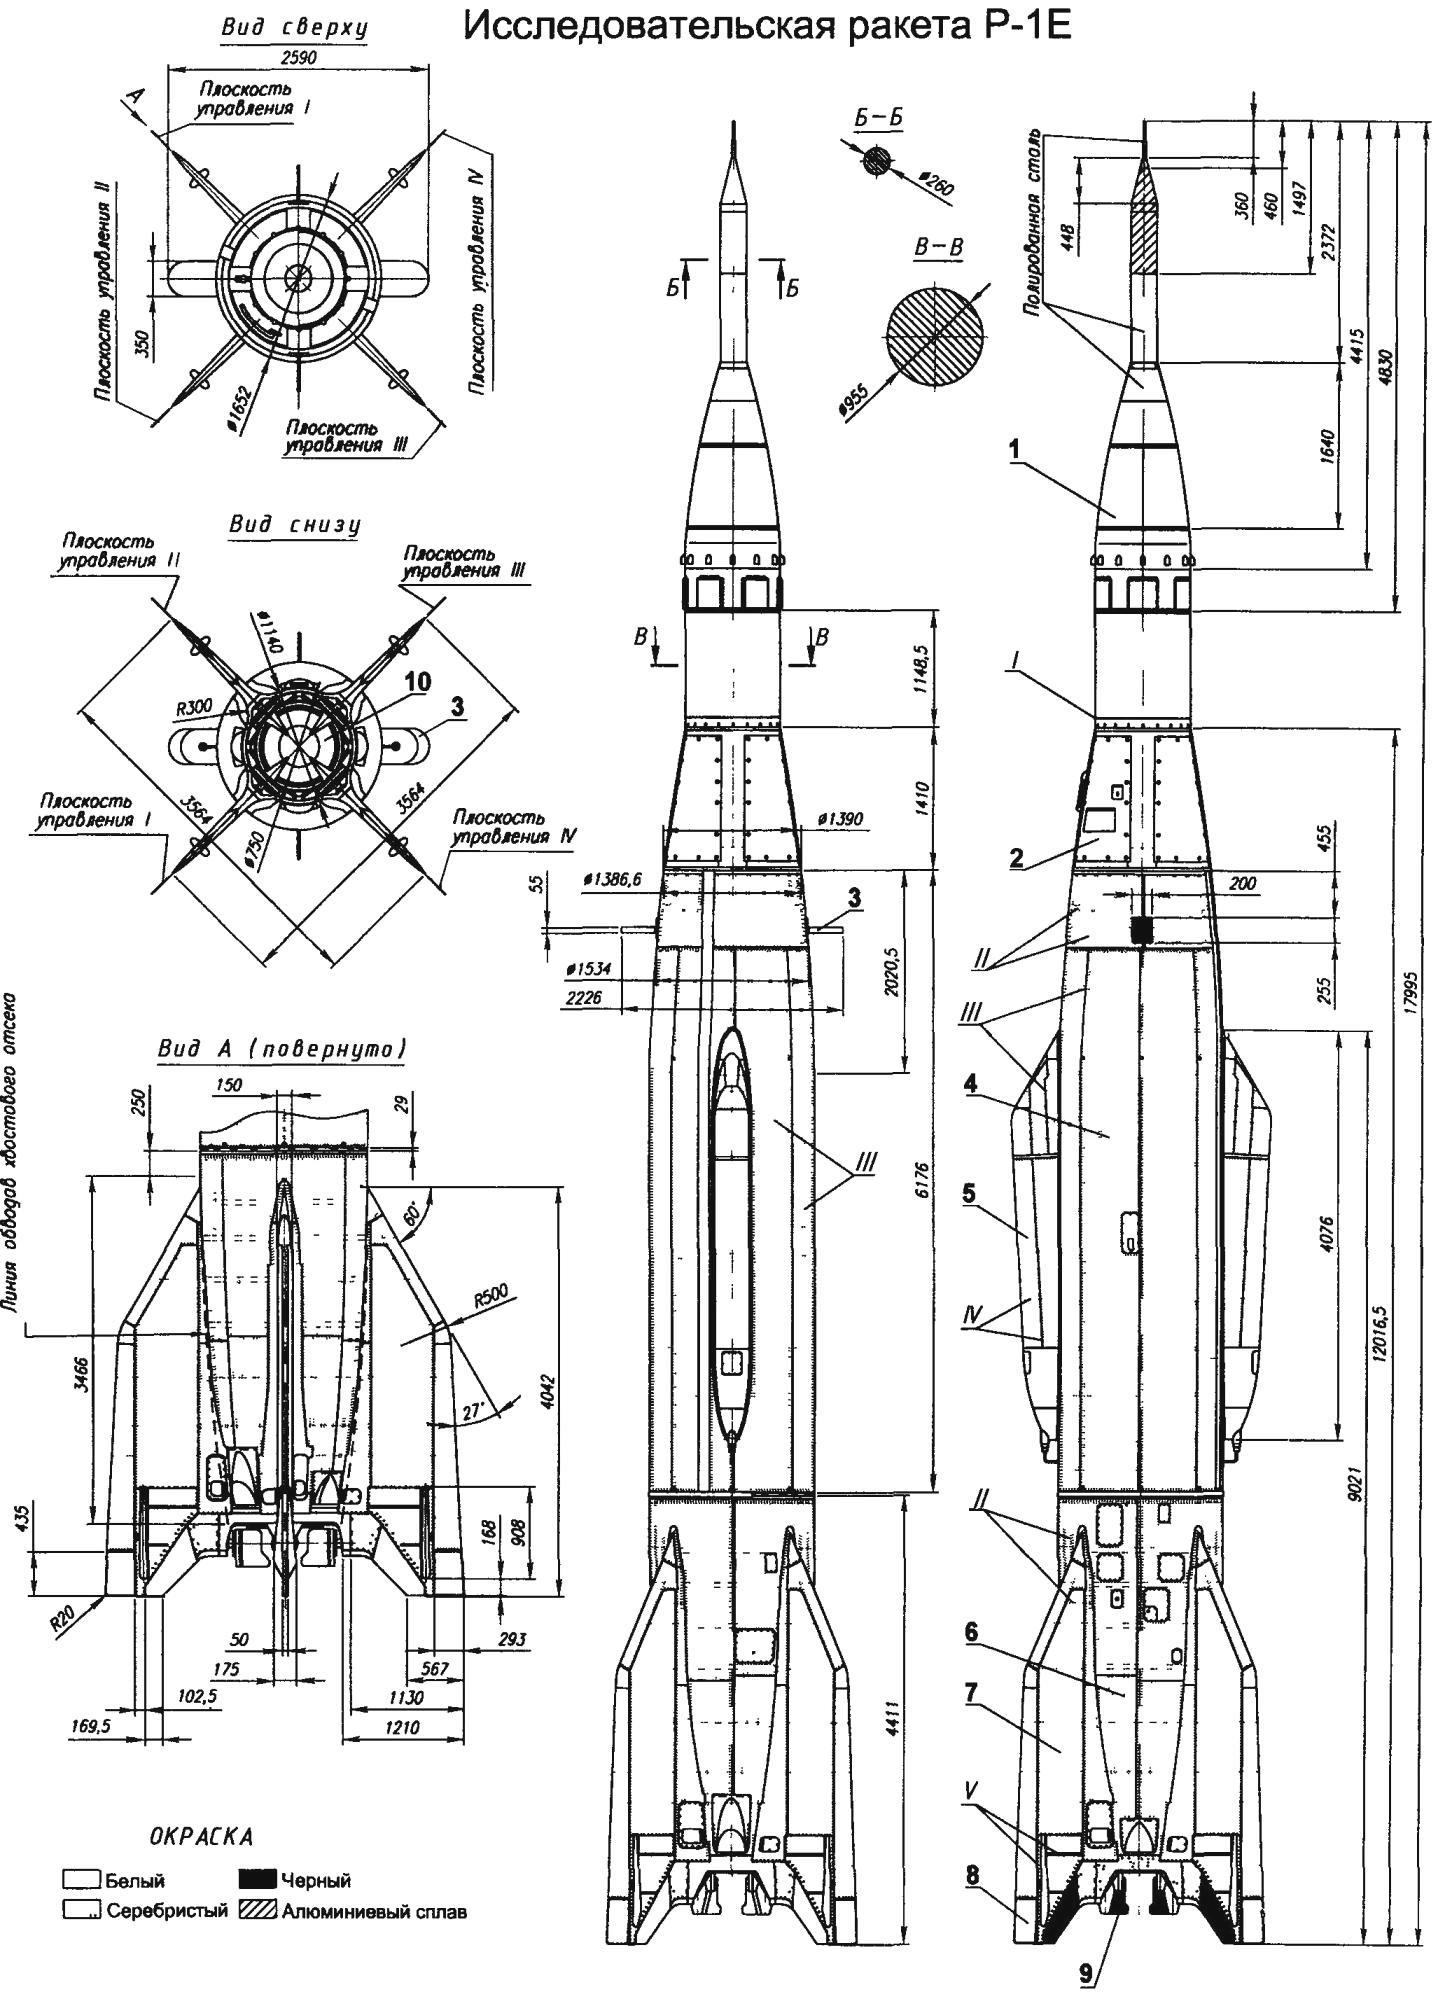 Исследовательская ракета Р-1Е
Вид сверху
2590
А
Плоскость
управления I
Плоскость управления II
Плоскость управления IV
350
ø1652
Плоскость
управления III
Вид снизу
Плоскость
управления II
Плоскость
управления III
ø1140
R300
10
3
3564
3564
ø750
Плоскость
управления I
Плоскость
управления IV
Вид А (повернуто)
Линия обводов хвостового отсека
150
250
29
60°
R500
3466
4042
27°
435
168
908
R20
50
293
175
567
102,5
1130
169,5
1210
ОКРАСКА
Белый
Черный
Серебристый
Алюминиевый сплав
Б-Б
ø260
В-В
ø955
Б
Б
В
В
1148,5
1410
ø1390
ø1386,6
55
3
ø1534
2226
2020,5
III
6176
4411
Полированная сталь
448
360
460
1497
2372
4415
4830
1640
17995
1
I
2
455
200
II
255
III
4
5
4076
IV
12016,5
9021
II
6
7
V
8
9